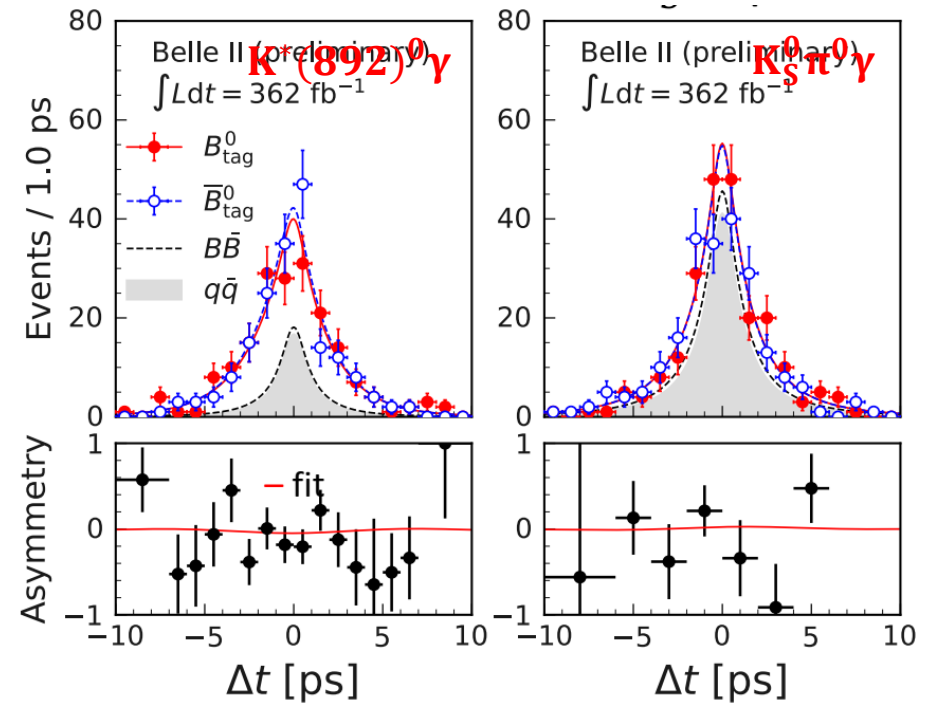 80
60
40
20
0
Events / 1.0 ps
Belle II (preliminary)
K*(892)⁰γ
∫Ldt = 362 fb⁻¹
B⁰tag
B̅⁰tag
BB̄
qq̄
Belle II (preliminary)
K⁰Sπ⁰γ
∫Ldt = 362 fb⁻¹
80
60
40
20
0
Asymmetry
1
0
−1
− fit
−10 −5 0 5 10
Δt [ps]
1
0
−1
−10 −5 0 5 10
Δt [ps]